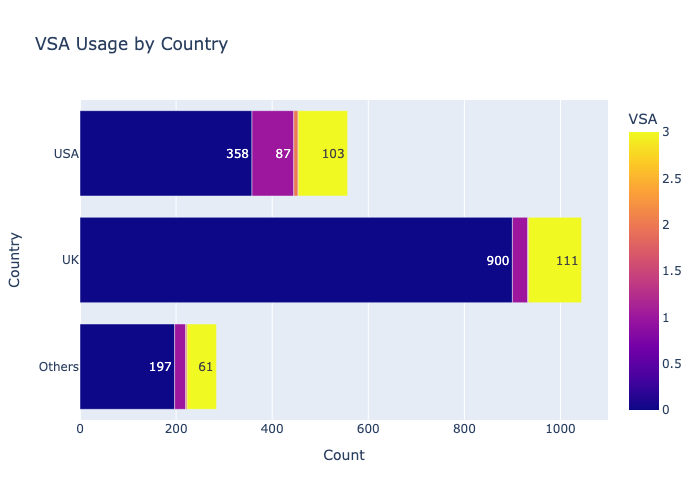 VSA Usage by Country
VSA
USA 358 87 103
UK 900 111
Others 197 61
Country
0 200 400 600 800 1000
Count
3
2.5
2
1.5
1
0.5
0